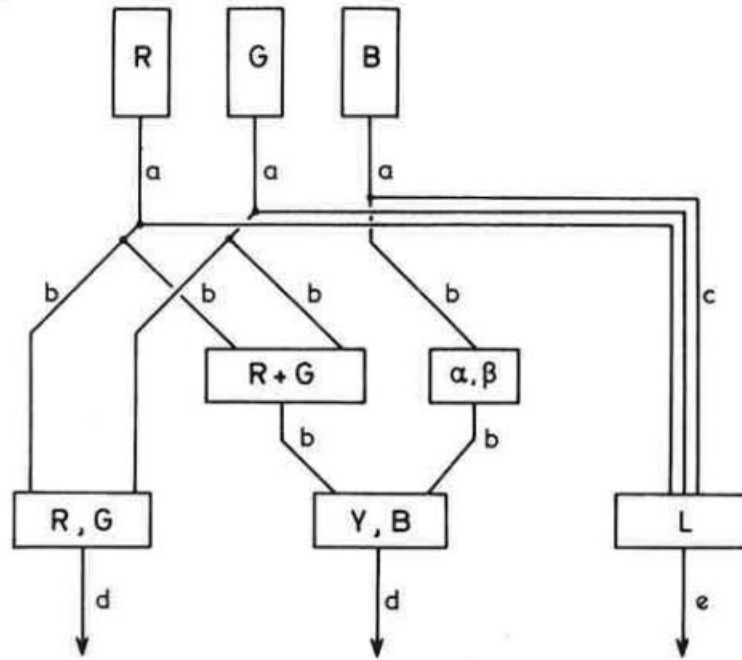 R G B
a a a
b b b b c
R + G α, β
b b
R, G Y, B L
d d e